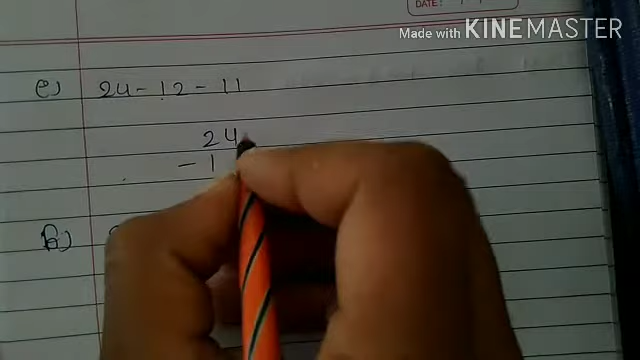 DATE:
Made with KINEMASTER
e) 24 - 12 - 11
24
- 1